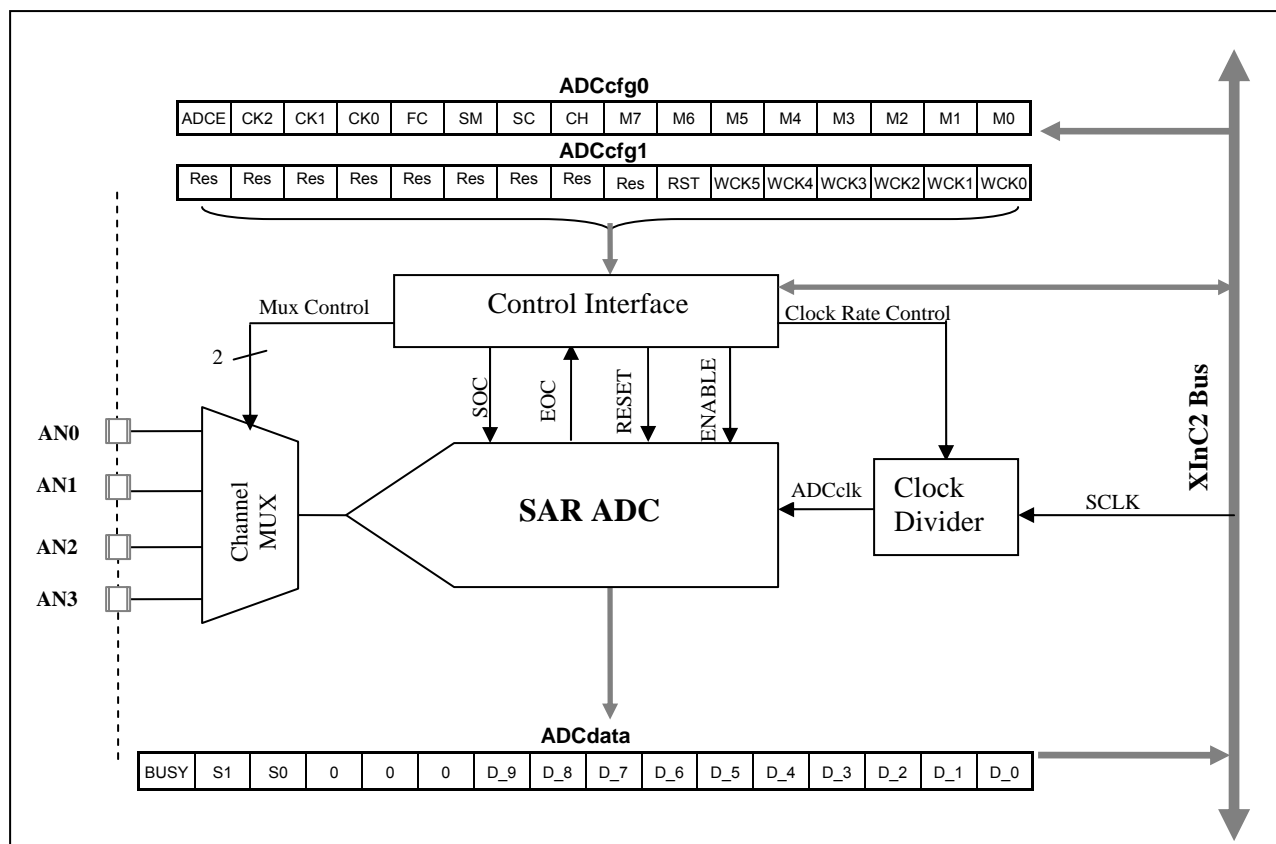 ADCcfg0
ADCE CK2 CK1 CK0 FC SM SC CH M7 M6 M5 M4 M3 M2 M1 M0
ADCcfg1
Res Res Res Res Res Res Res Res Res RST WCK5 WCK4 WCK3 WCK2 WCK1 WCK0
Control Interface
Mux Control
Clock Rate Control
2
SOC
EOC
RESET
ENABLE
XInC2 Bus
AN0
AN1
AN2
AN3
Channel
MUX
SAR ADC
ADCclk
Clock
Divider
SCLK
ADCdata
BUSY S1 S0 0 0 0 D_9 D_8 D_7 D_6 D_5 D_4 D_3 D_2 D_1 D_0